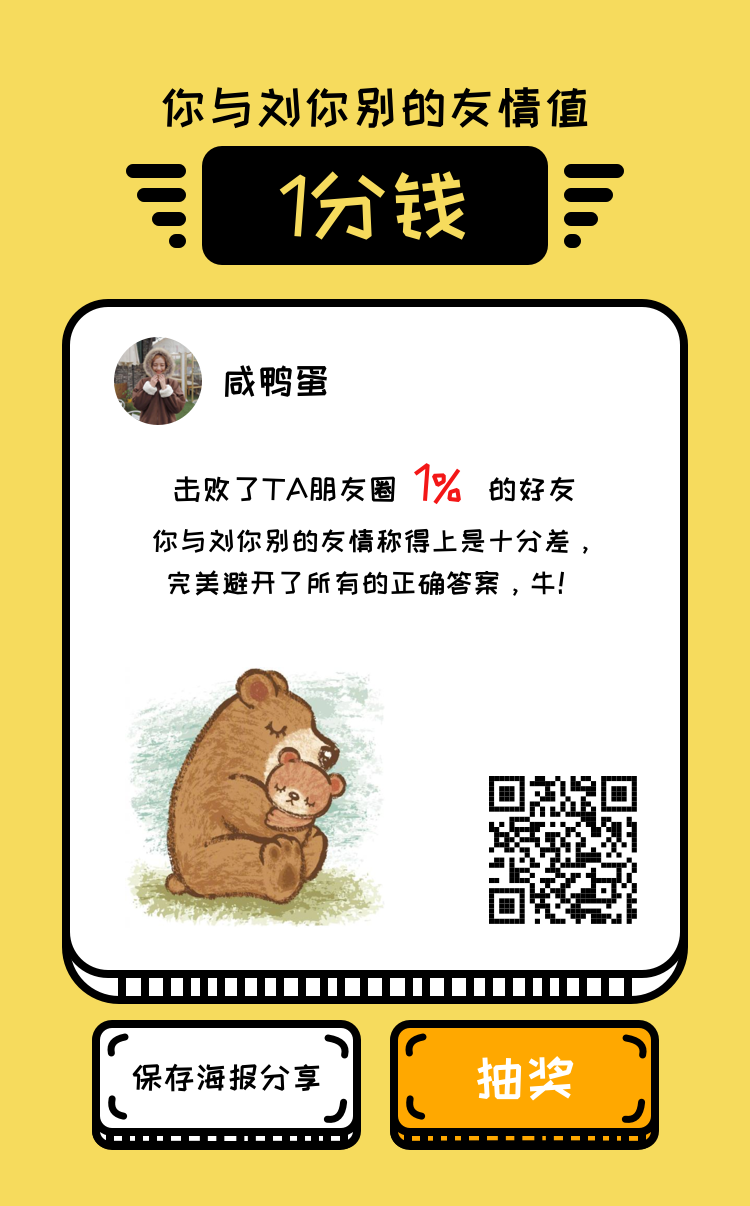 你与刘你别的友情值
1分钱
咸鸭蛋
击败了TA朋友圈 1% 的好友
你与刘你别的友情称得上是十分差，
完美避开了所有的正确答案，牛！
保存海报分享
抽奖